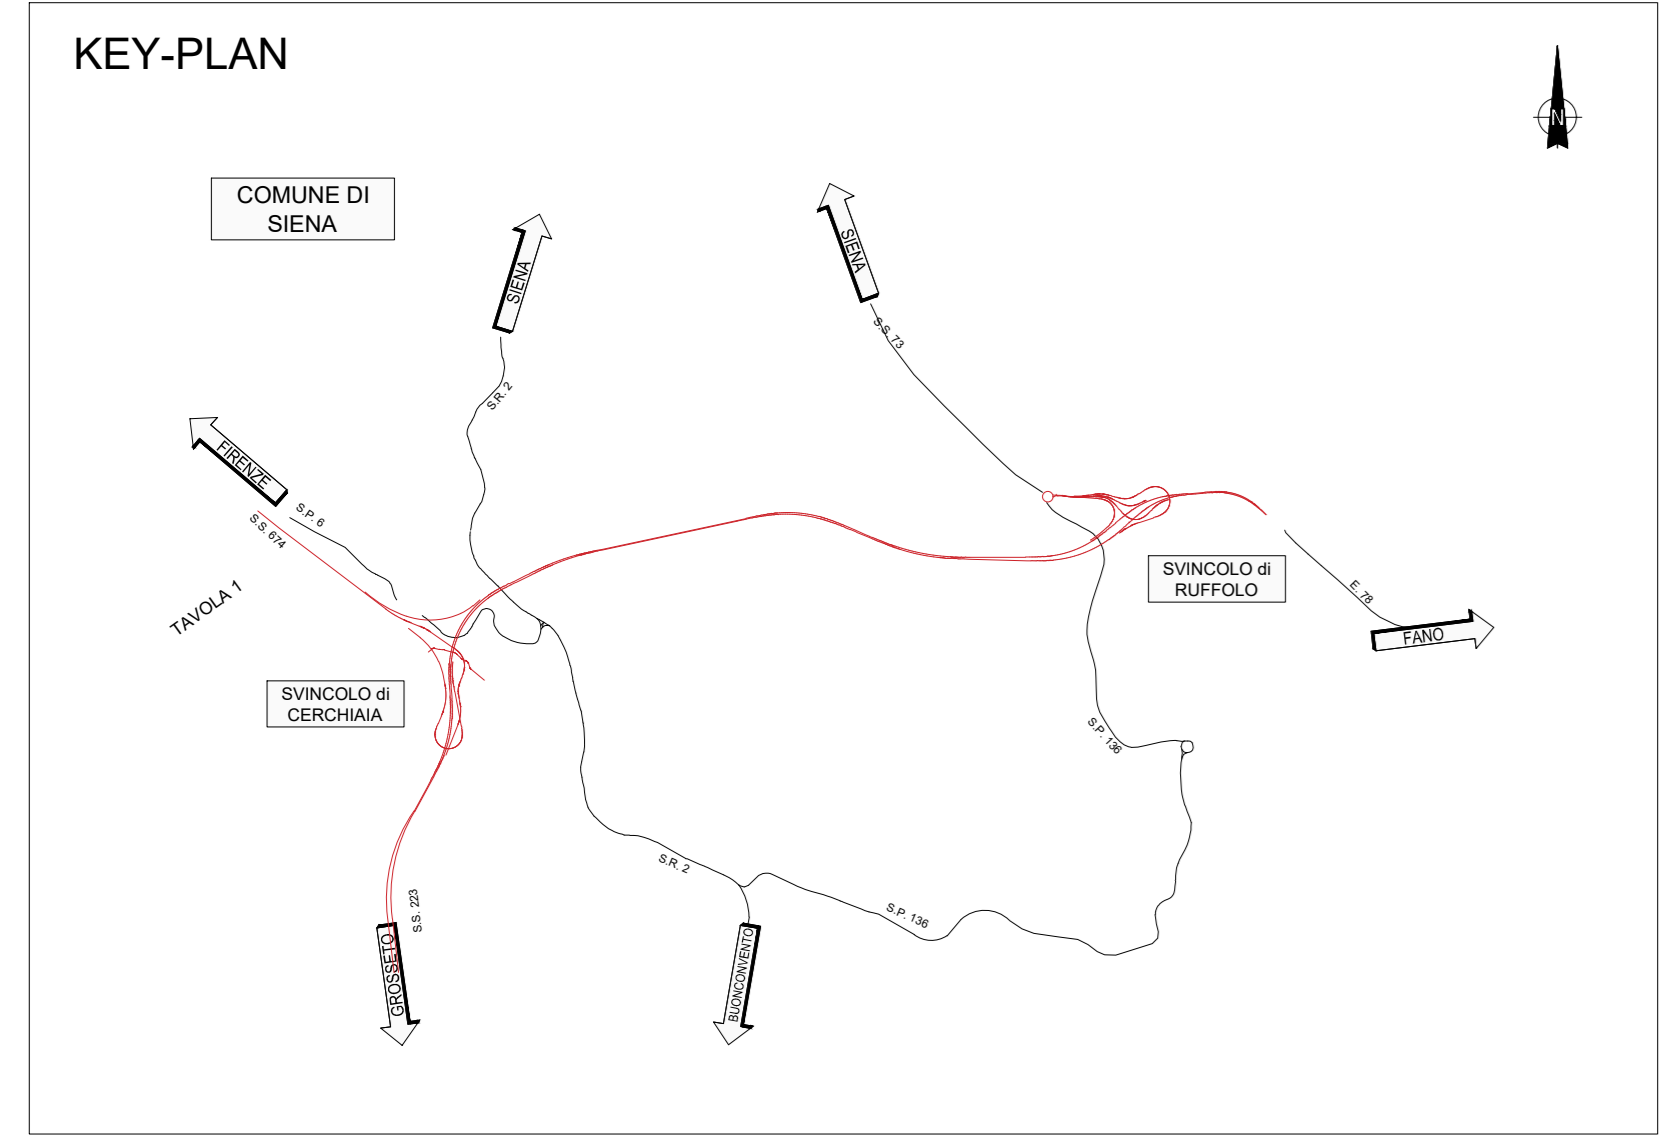 KEY-PLAN
N
COMUNE DI
SIENA
SIENA
SIENA
S.S. 73
S.R. 2
FIRENZE
S.P. 6
S.S. 674
TAVOLA 1
SVINCOLO di
RUFFOLO
E. 78
FANO
SVINCOLO di
CERCHIAIA
S.P. 136
S.R. 2
S.P. 136
S.S. 223
GROSSETO
BUONCONVENTO